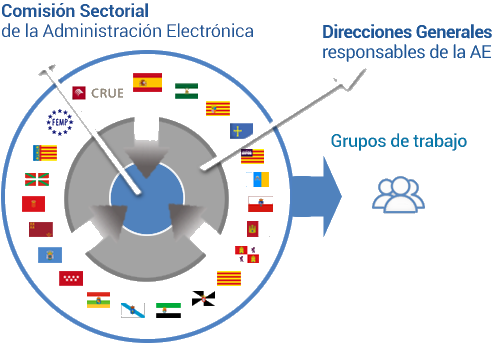 Comisión Sectorial
de la Administración Electrónica
Direcciones Generales
responsables de la AE
CRUE
FEMP
Grupos de trabajo